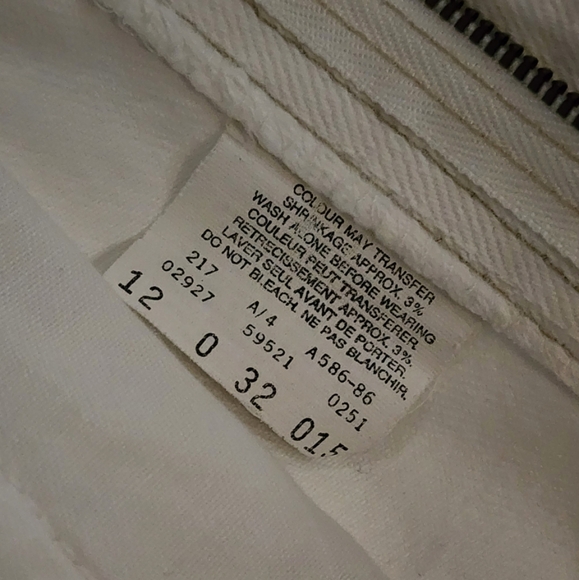 COLOUR MAY TRANSFER
SHRINKAGE APPROX. 3%
WASH ALONE BEFORE WEARING
COULEUR PEUT TRANSFERER
RETRECISSEMENT APPROX. 3%.
LAVER SEUL AVANT DE PORTER.
DO NOT BLEACH. NE PAS BLANCHIR.
217 A/4 A586-86
02927 59521 0251
12 0 32 015